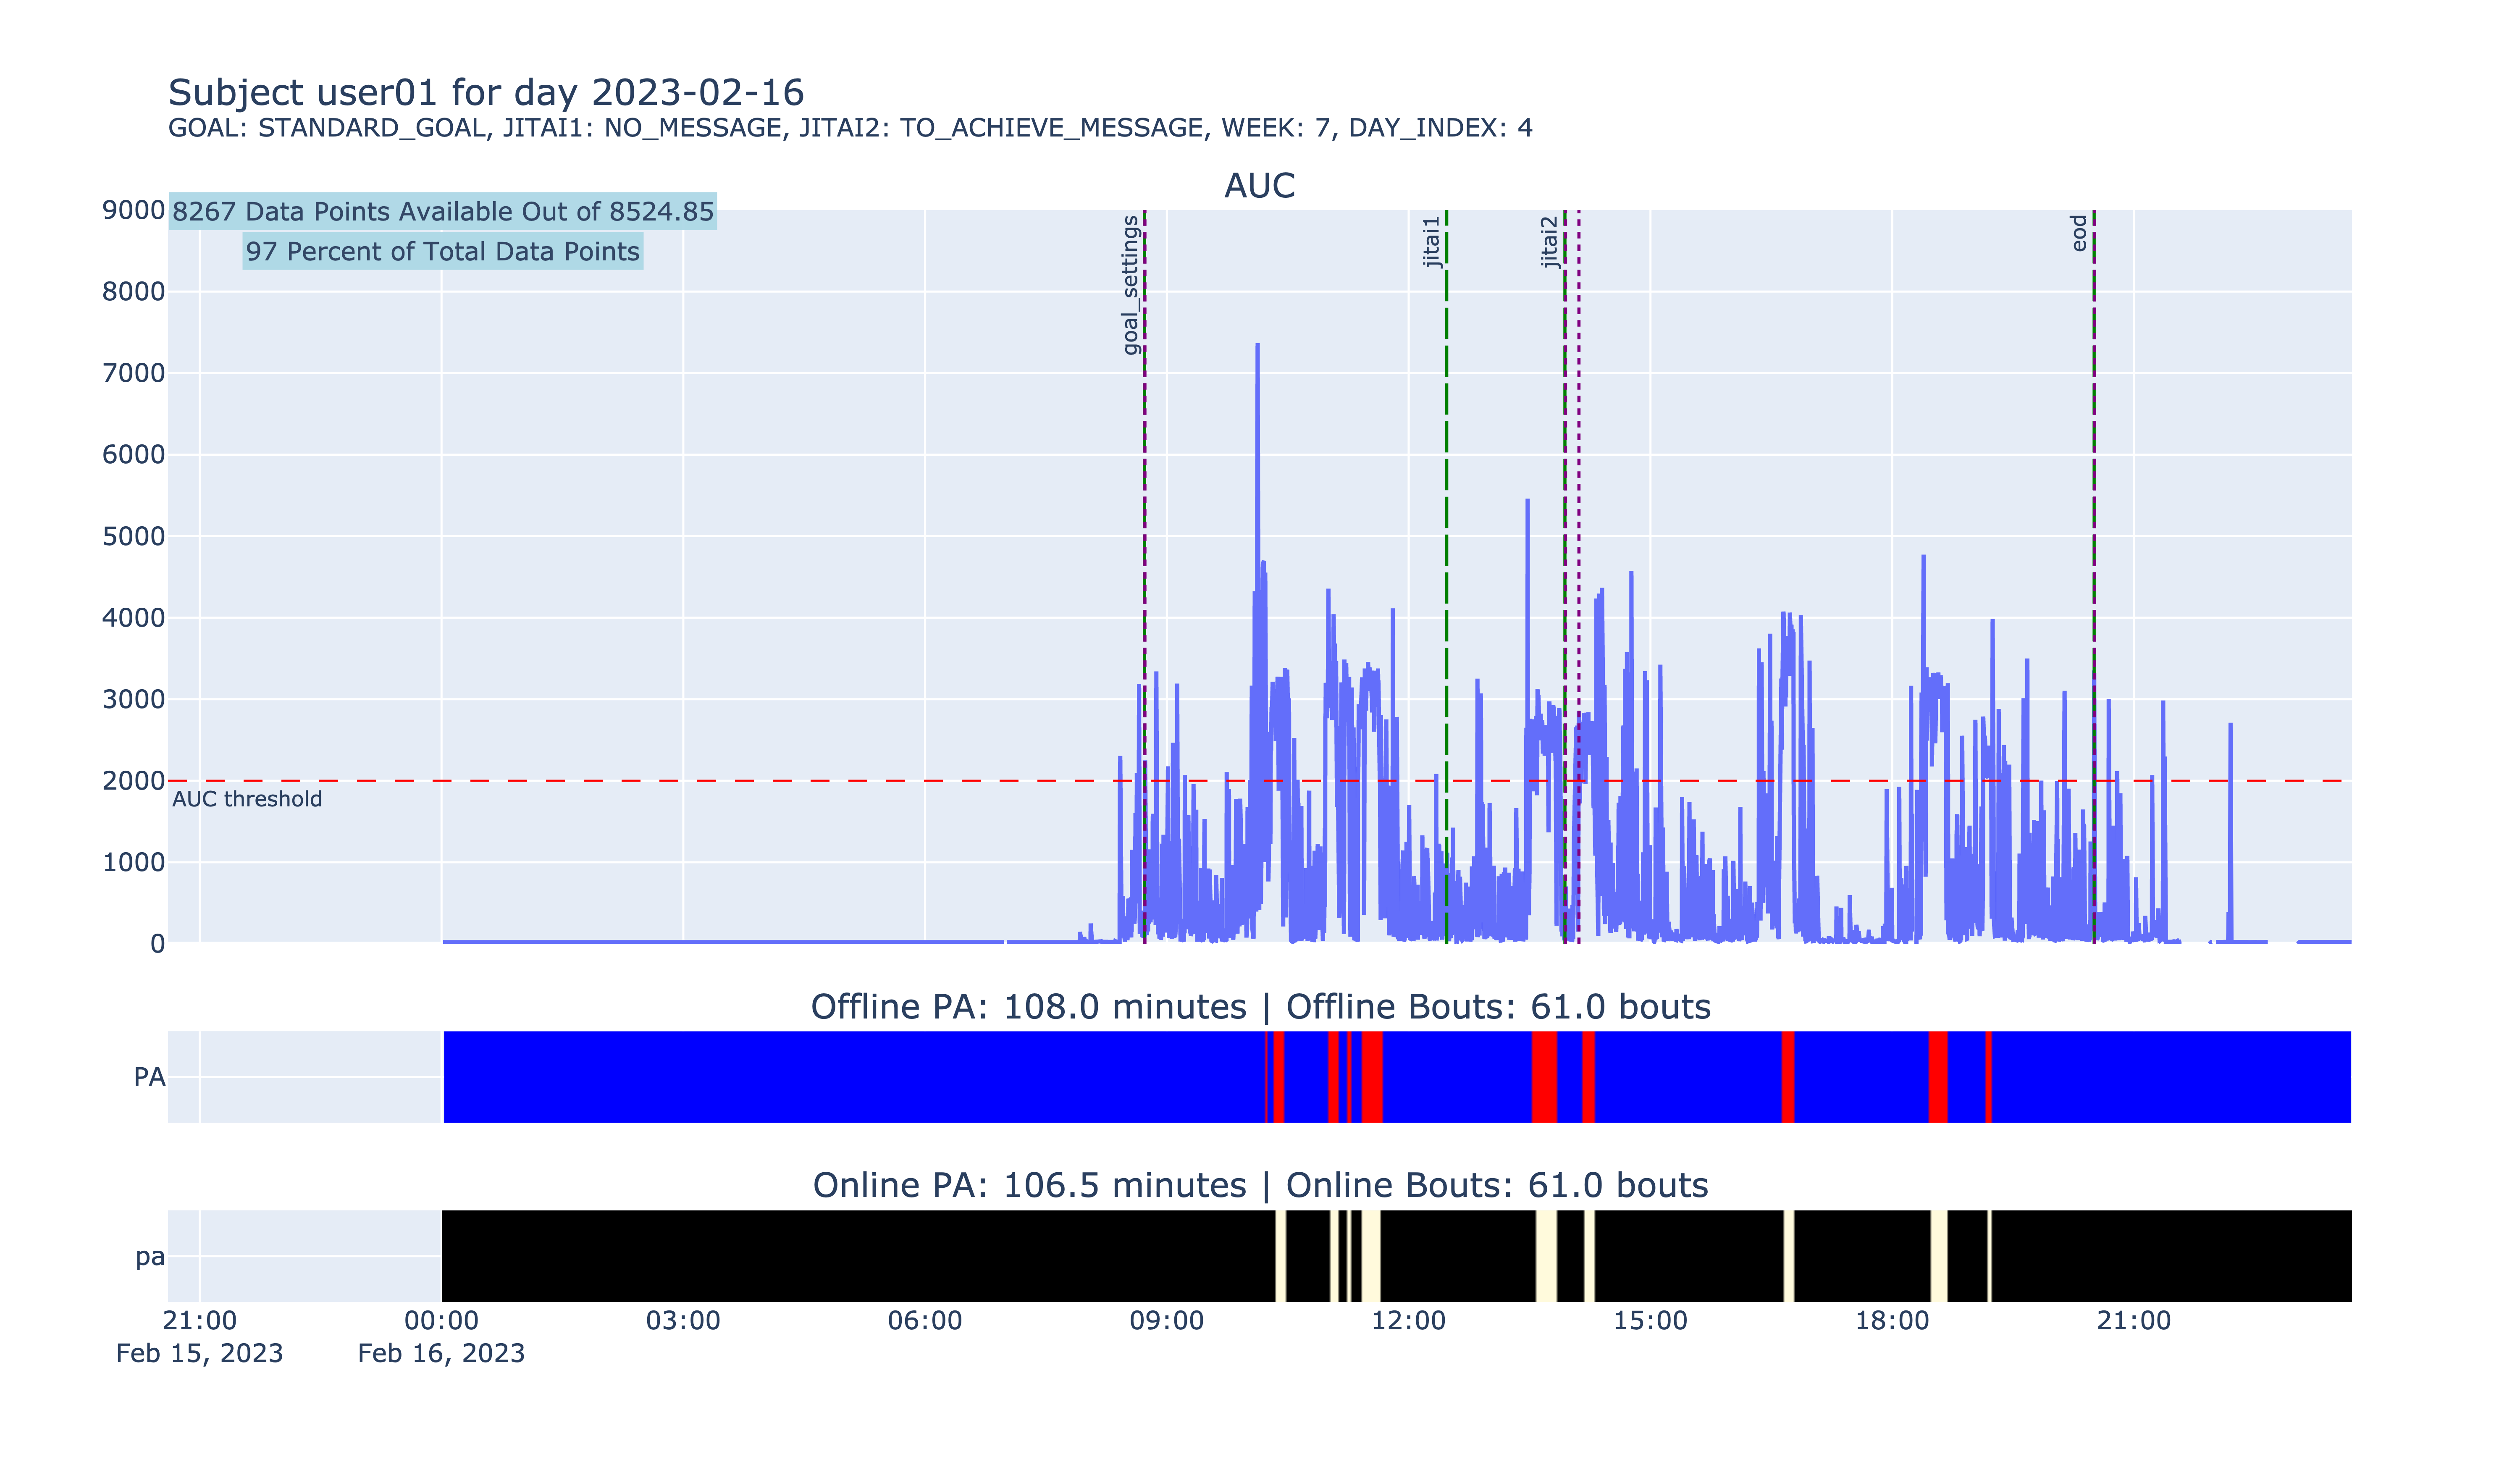 Subject user01 for day 2023-02-16
GOAL: STANDARD_GOAL, JITAI1: NO_MESSAGE, JITAI2: TO_ACHIEVE_MESSAGE, WEEK: 7, DAY_INDEX: 4
AUC
8267 Data Points Available Out of 8524.85
97 Percent of Total Data Points
goal_settings
jitai1
jitai2
eod
9000
8000
7000
6000
5000
4000
3000
2000
1000
0
AUC threshold
Offline PA: 108.0 minutes | Offline Bouts: 61.0 bouts
PA
Online PA: 106.5 minutes | Online Bouts: 61.0 bouts
pa
21:00 00:00 03:00 06:00 09:00 12:00 15:00 18:00 21:00
Feb 15, 2023 Feb 16, 2023